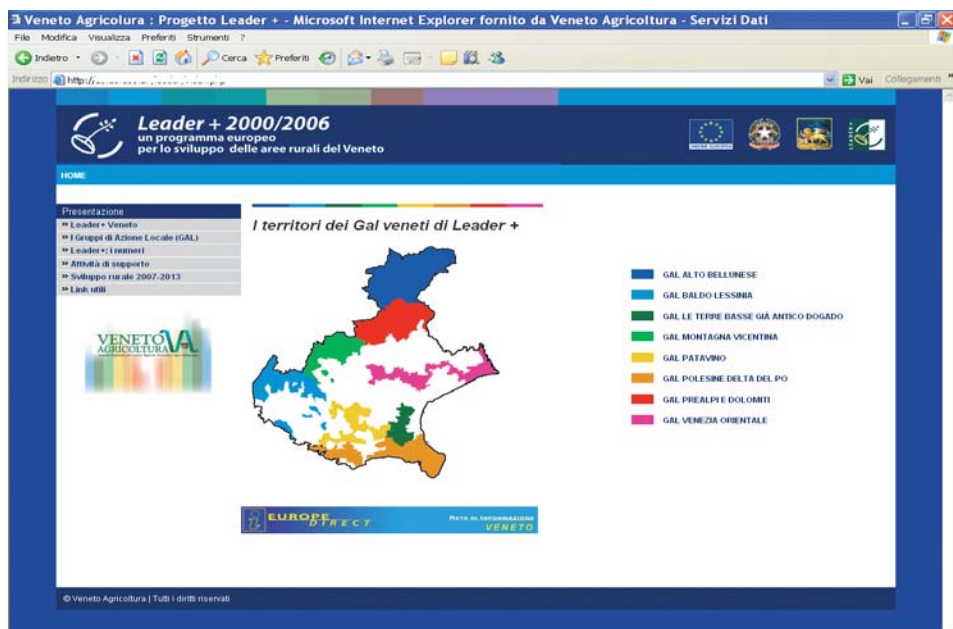 Veneto Agricolura : Progetto Leader + - Microsoft Internet Explorer fornito da Veneto Agricoltura - Servizi Dati
File Modifica Visualizza Preferiti Strumenti ?
Indietro Cerca Preferiti
Indirizzo http:// Vai Collegamenti
Leader + 2000/2006
un programma europeo
per lo sviluppo delle aree rurali del Veneto
LEADER+
HOME
Presentazione
» Leader+ Veneto
» I Gruppi di Azione Locale (GAL)
» Leader+: i numeri
» Attività di supporto
» Sviluppo rurale 2007-2013
» Link utili
VENETO
AGRICOLTURA
I territori dei Gal veneti di Leader +
GAL ALTO BELLUNESE
GAL BALDO LESSINIA
GAL LE TERRE BASSE GIÀ ANTICO DOGADO
GAL MONTAGNA VICENTINA
GAL PATAVINO
GAL POLESINE DELTA DEL PO
GAL PREALPI E DOLOMITI
GAL VENEZIA ORIENTALE
EUROPE
DIRECT
RETE DI INFORMAZIONE
VENETO
© Veneto Agricoltura | Tutti i diritti riservati